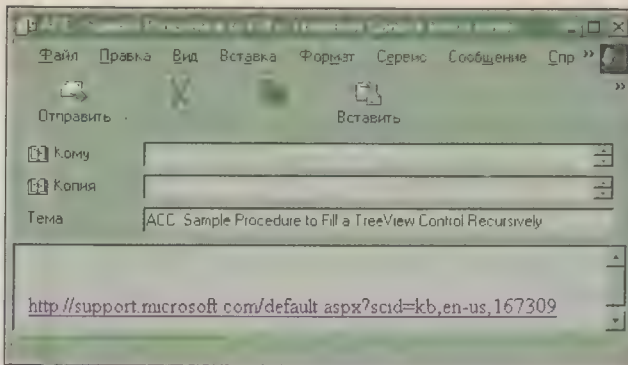 Файл Правка Вид Вставка Формат Сервис Сообщение Спр »
»
Отправить Вставить
Кому
Копия
Тема ACC Sample Procedure to Fill a TreeView Control Recursively
http //support.microsoft com/default aspx?scid=kb,en-us,167309